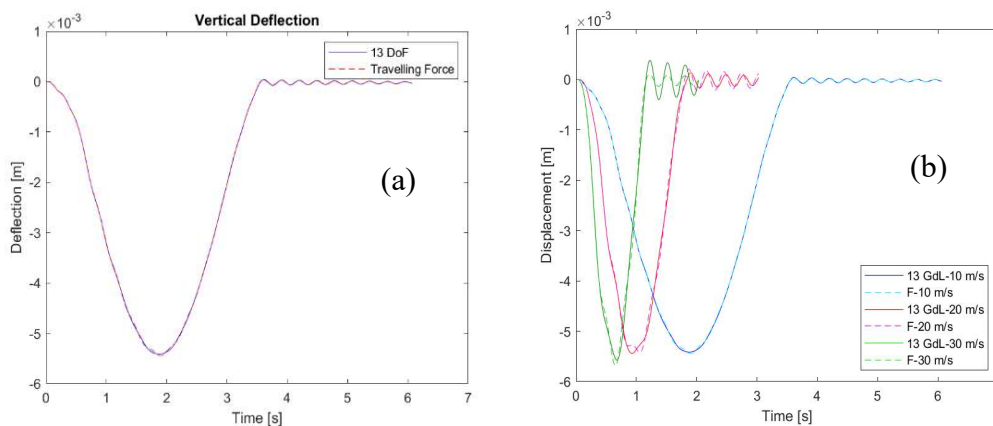 ×10⁻³
Vertical Deflection
1
0
-1
-2
-3
-4
-5
-6
Deflection [m]
0 1 2 3 4 5 6 7
Time [s]
13 DoF
Travelling Force
(a)
×10⁻³
1
0
-1
-2
-3
-4
-5
-6
Displacement [m]
0 1 2 3 4 5 6 7
Time [s]
(b)
13 GdL-10 m/s
F-10 m/s
13 GdL-20 m/s
F-20 m/s
13 GdL-30 m/s
F-30 m/s